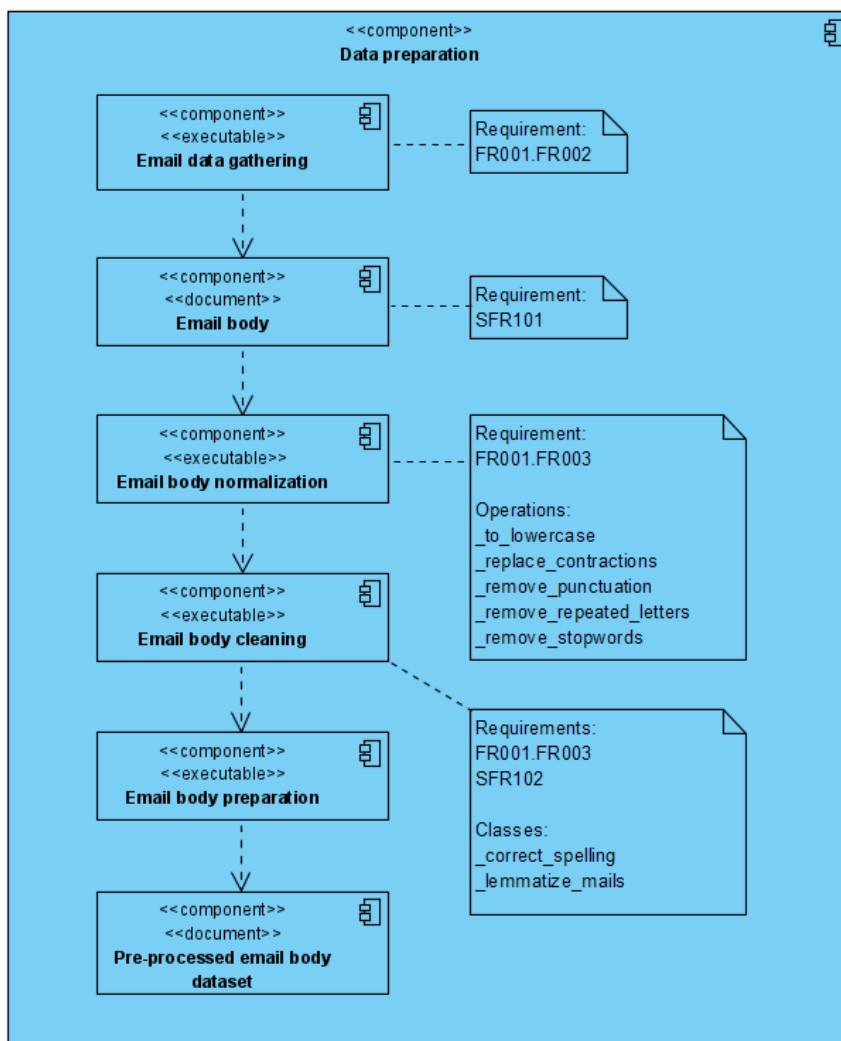 <<component>>
Data preparation
<<component>>
<<executable>>
Email data gathering
Requirement:
FR001.FR002
<<component>>
<<document>>
Email body
Requirement:
SFR101
<<component>>
<<executable>>
Email body normalization
Requirement:
FR001.FR003
Operations:
_to_lowercase
_replace_contractions
_remove_punctuation
_remove_repeated_letters
_remove_stopwords
<<component>>
<<executable>>
Email body cleaning
Requirements:
FR001.FR003
SFR102
Classes:
_correct_spelling
_lemmatize_mails
<<component>>
<<executable>>
Email body preparation
<<component>>
<<document>>
Pre-processed email body
dataset